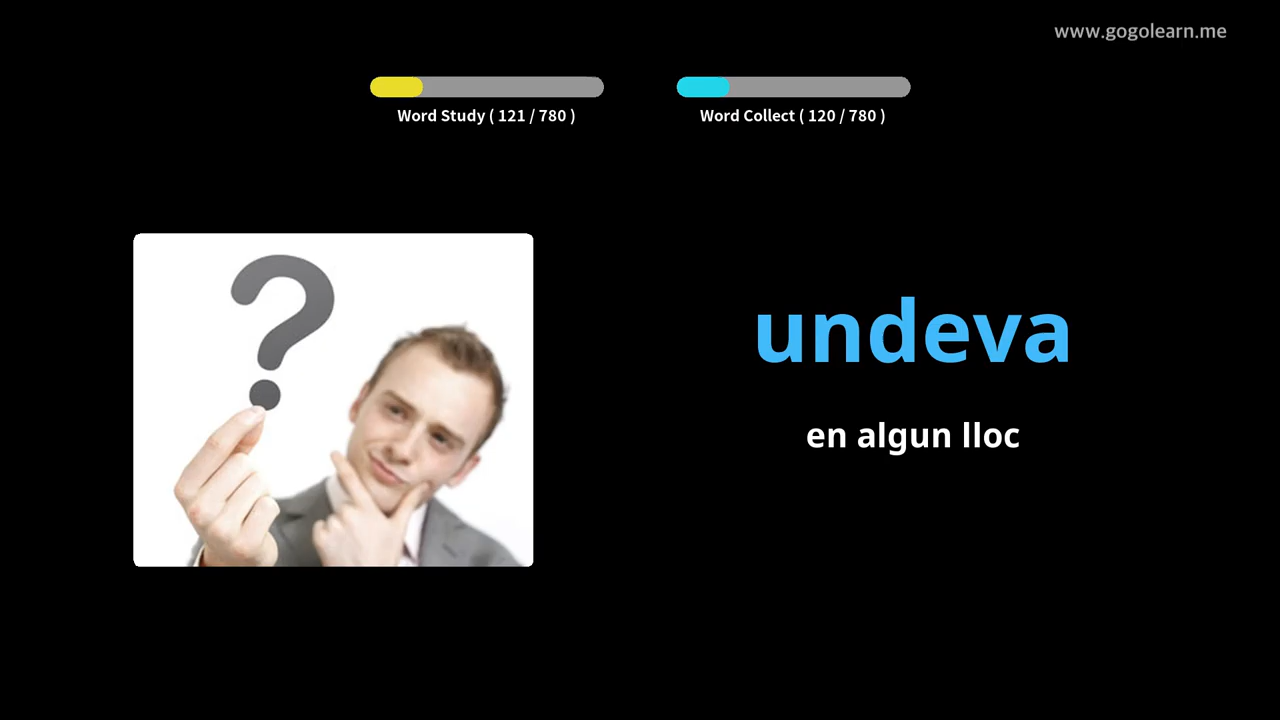 www.gogolearn.me
Word Study ( 121 / 780 )
Word Collect ( 120 / 780 )
undeva
en algun lloc